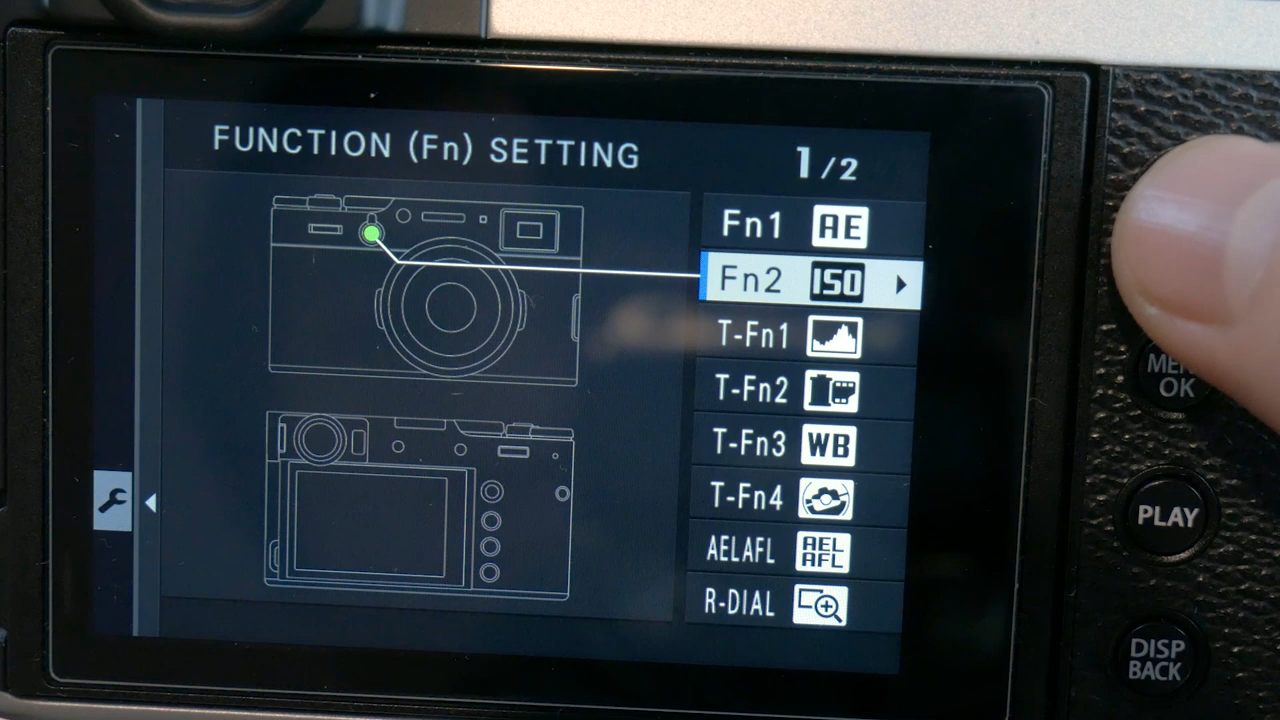 FUNCTION (Fn) SETTING 1/2
Fn1 AE
Fn2 ISO
T-Fn1
T-Fn2
T-Fn3 WB
T-Fn4
AELAFL AEL AFL
R-DIAL
OK
PLAY
DISP
BACK